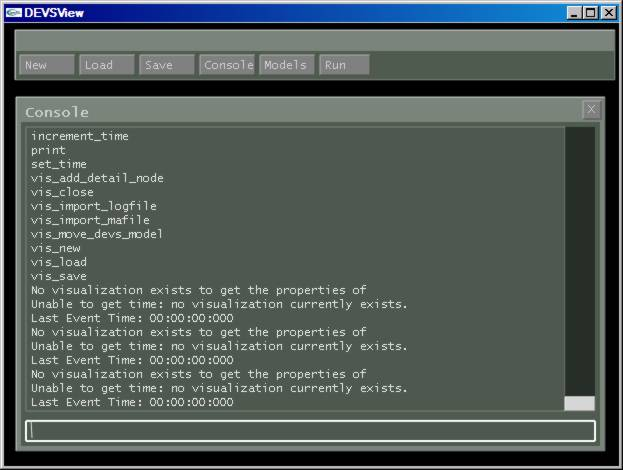 DEVSView
New Load Save Console Models Run
Console X
increment_time
print
set_time
vis_add_detail_node
vis_close
vis_import_logfile
vis_import_mafile
vis_move_devs_model
vis_new
vis_load
vis_save
No visualization exists to get the properties of
Unable to get time: no visualization currently exists.
Last Event Time: 00:00:00:000
No visualization exists to get the properties of
Unable to get time: no visualization currently exists.
Last Event Time: 00:00:00:000
No visualization exists to get the properties of
Unable to get time: no visualization currently exists.
Last Event Time: 00:00:00:000